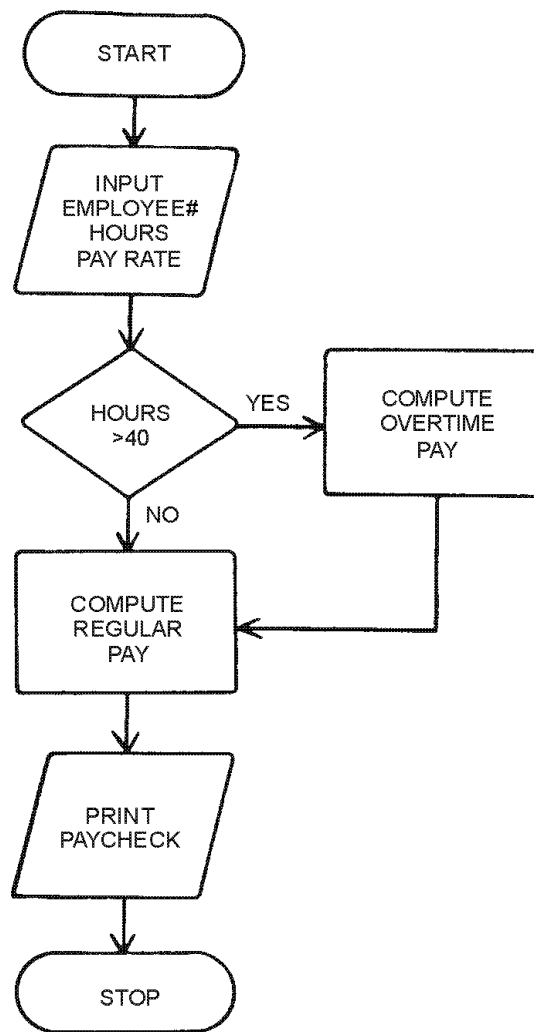 START
INPUT
EMPLOYEE#
HOURS
PAY RATE
HOURS
>40
YES
COMPUTE
OVERTIME
PAY
NO
COMPUTE
REGULAR
PAY
PRINT
PAYCHECK
STOP